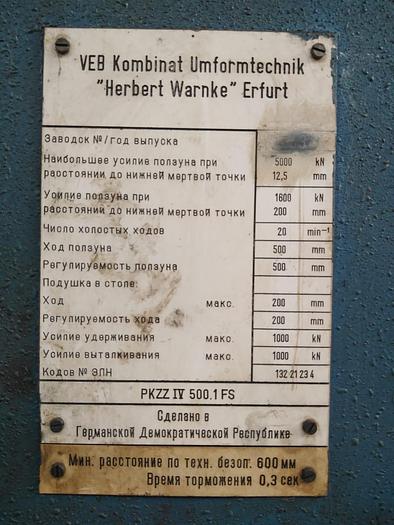 VEB Kombinat Umformtechnik
"Herbert Warnke" Erfurt
Заводск №/год выпуска
Наибольшее усилие ползуна при 5000 kN
расстоянии до нижней мертвой точки 12,5 mm
Усилие ползуна при 1600 kN
расстоянии до нижней мертвой точки 200 mm
Число холостых ходов 20 min⁻¹
Ход ползуна 500 mm
Регулируемость ползуна 500 mm
Подушка в столе:
Ход макс. 200 mm
Регулируемость хода макс. 200 mm
Усилие удерживания макс. 1000 kN
Усилие выталкивания макс. 1000 kN
Кодов № ЭЛН 132 21 23 4
PKZZ IV 500.1 FS
Сделано в
Германской Демократической Республике
Мин. расстояние по техн. безоп. 600 мм
Время торможения 0,3 сек